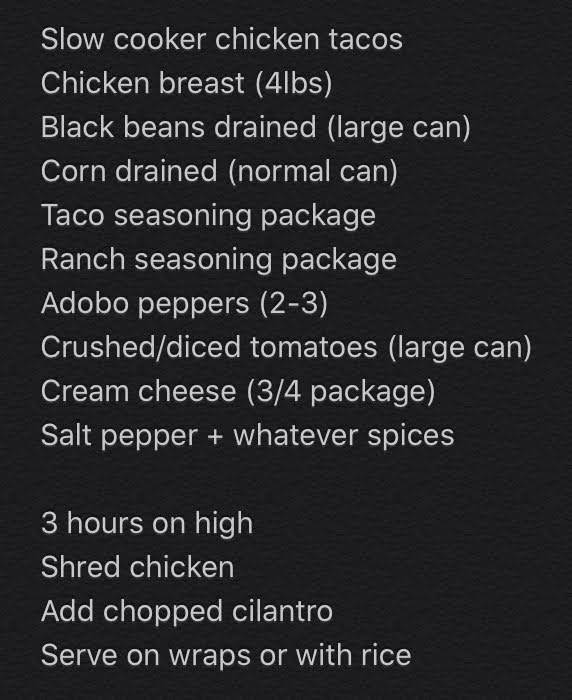 Slow cooker chicken tacos
Chicken breast (4lbs)
Black beans drained (large can)
Corn drained (normal can)
Taco seasoning package
Ranch seasoning package
Adobo peppers (2-3)
Crushed/diced tomatoes (large can)
Cream cheese (3/4 package)
Salt pepper + whatever spices

3 hours on high
Shred chicken
Add chopped cilantro
Serve on wraps or with rice